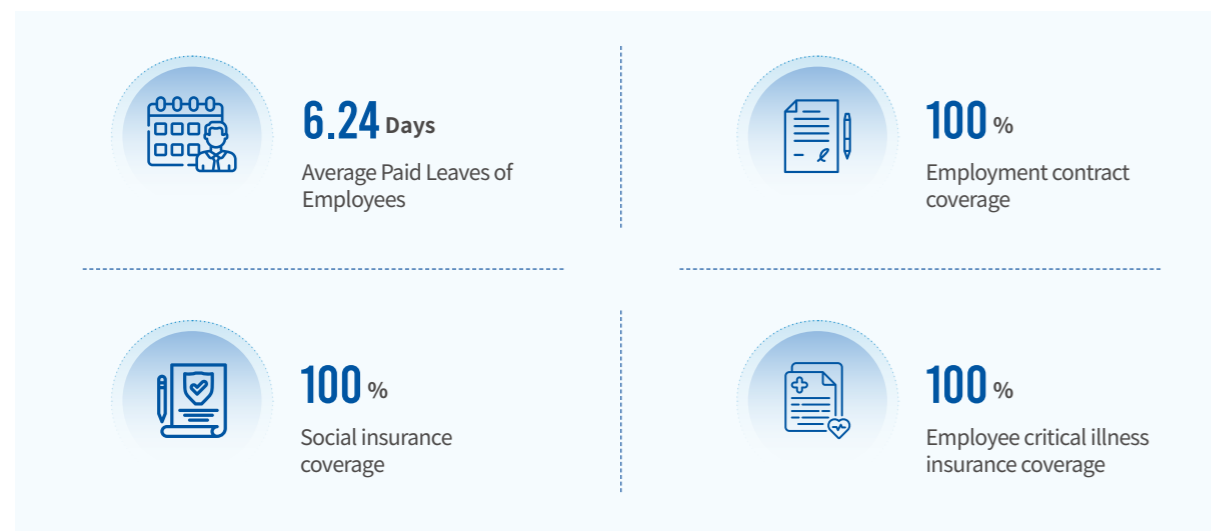 6.24 Days
Average Paid Leaves of
Employees
100 %
Employment contract
coverage
100 %
Social insurance
coverage
100 %
Employee critical illness
insurance coverage